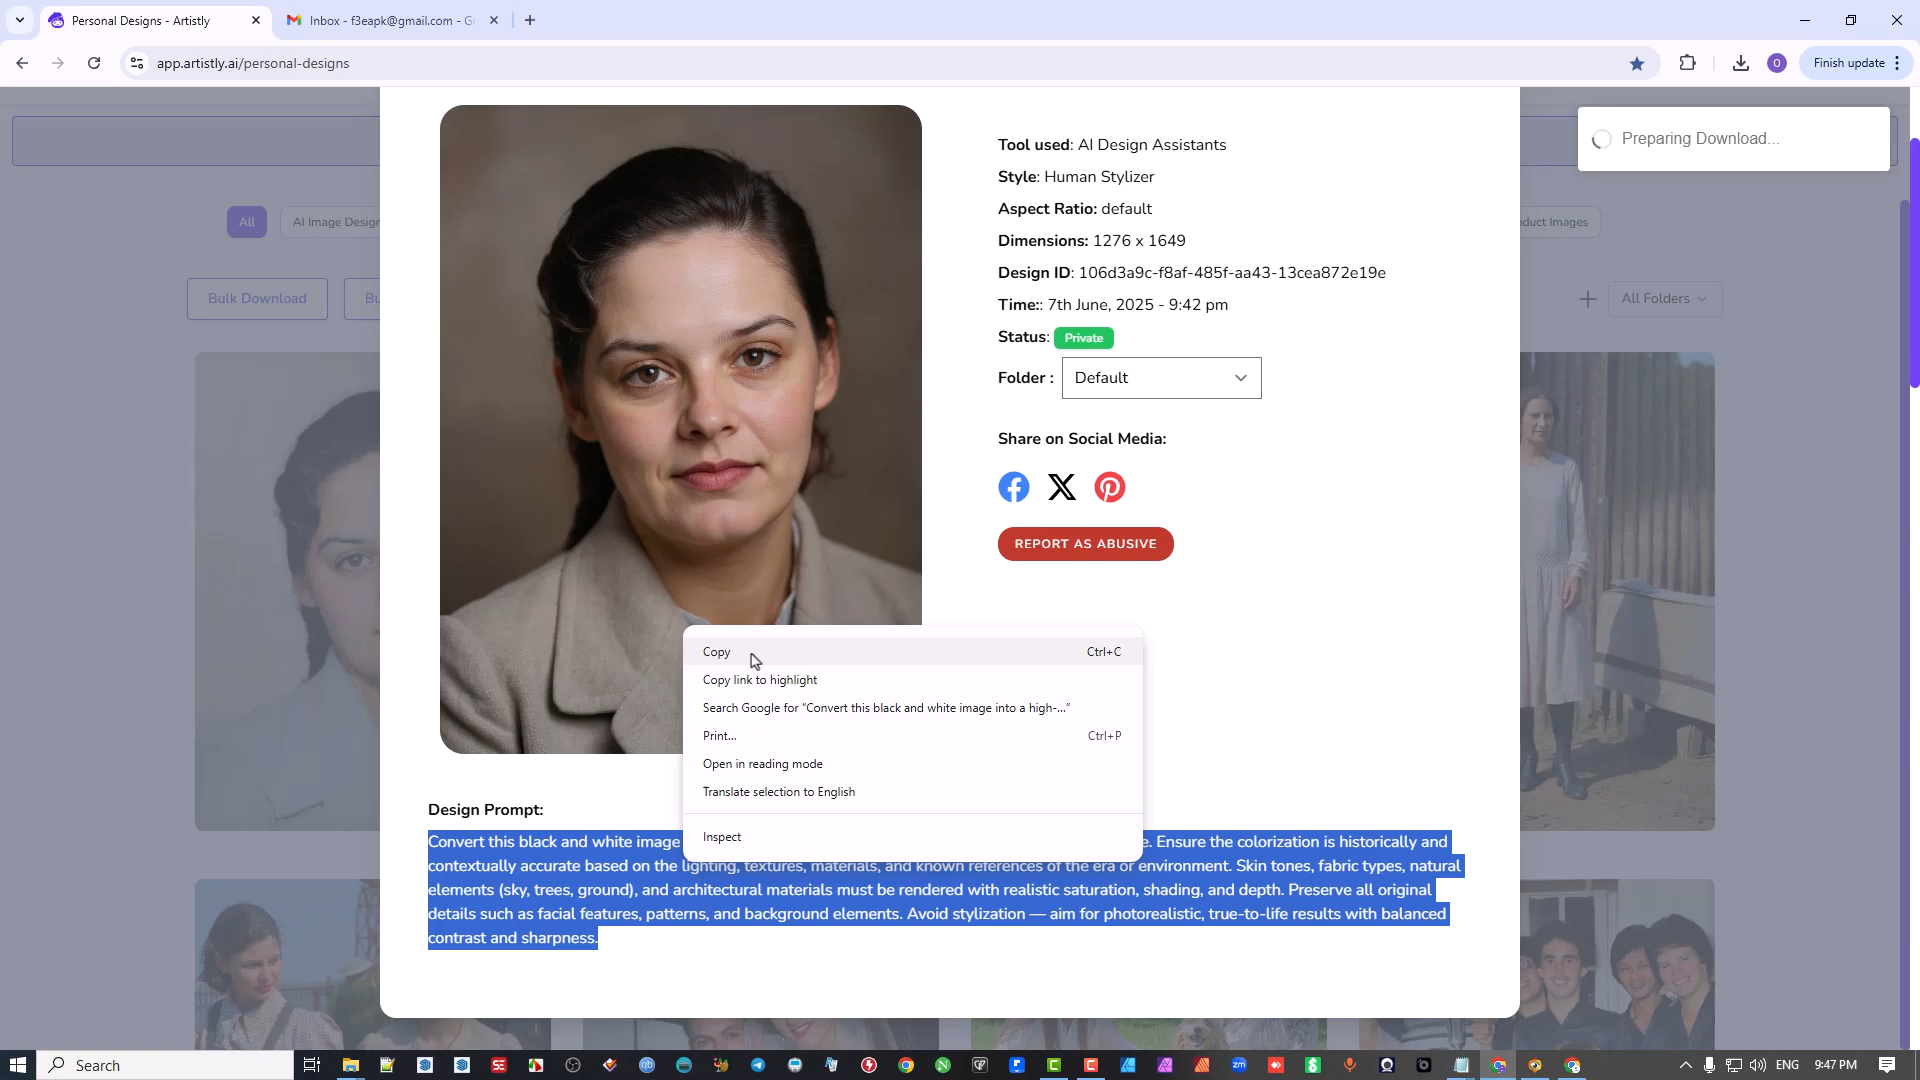 Personal Designs - Artistly
Inbox - f3eapk@gmail.com - G
app.artistly.ai/personal-designs
O
Finish update
Preparing Download...
Tool used: AI Design Assistants
Style: Human Stylizer
Aspect Ratio: default
Dimensions: 1276 x 1649
Design ID: 106d3a9c-f8af-485f-aa43-13cea872e19e
Time:: 7th June, 2025 - 9:42 pm
Status: Private
Folder : Default
Share on Social Media:
REPORT AS ABUSIVE
All
AI Image Design
duct Images
Bulk Download
Bu
All Folders
Copy Ctrl+C
Copy link to highlight
Search Google for “Convert this black and white image into a high-...”
Print... Ctrl+P
Open in reading mode
Translate selection to English
Inspect
Design Prompt:
Convert this black and white image e. Ensure the colorization is historically and
contextually accurate based on the lighting, textures, materials, and known references of the era or environment. Skin tones, fabric types, natural
elements (sky, trees, ground), and architectural materials must be rendered with realistic saturation, shading, and depth. Preserve all original
details such as facial features, patterns, and background elements. Avoid stylization — aim for photorealistic, true-to-life results with balanced
contrast and sharpness.
Search
ENG
9:47 PM